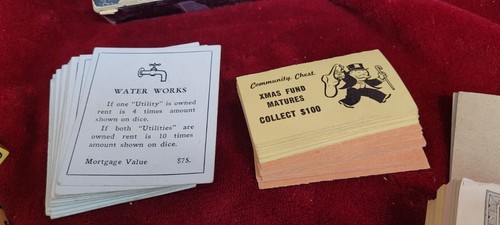 WATER WORKS
If one "Utility" is owned
rent is 4 times amount
shown on dice.
If both "Utilities" are
owned rent is 10 times
amount shown on dice.
Mortgage Value $75.
Community Chest
XMAS FUND
MATURES
COLLECT $100